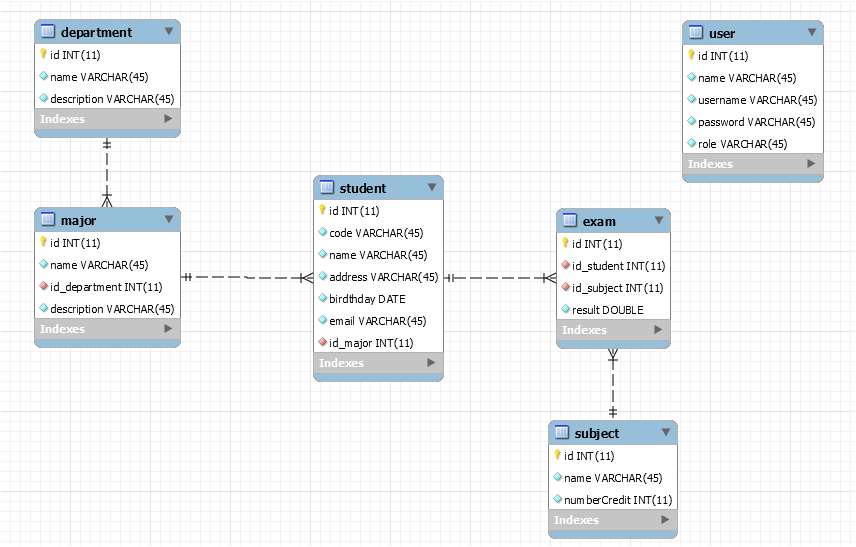 department
id INT(11)
name VARCHAR(45)
description VARCHAR(45)
Indexes
major
id INT(11)
name VARCHAR(45)
id_department INT(11)
description VARCHAR(45)
Indexes
student
id INT(11)
code VARCHAR(45)
name VARCHAR(45)
address VARCHAR(45)
birdthday DATE
email VARCHAR(45)
id_major INT(11)
Indexes
user
id INT(11)
name VARCHAR(45)
username VARCHAR(45)
password VARCHAR(45)
role VARCHAR(45)
Indexes
exam
id INT(11)
id_student INT(11)
id_subject INT(11)
result DOUBLE
Indexes
subject
id INT(11)
name VARCHAR(45)
numberCredit INT(11)
Indexes